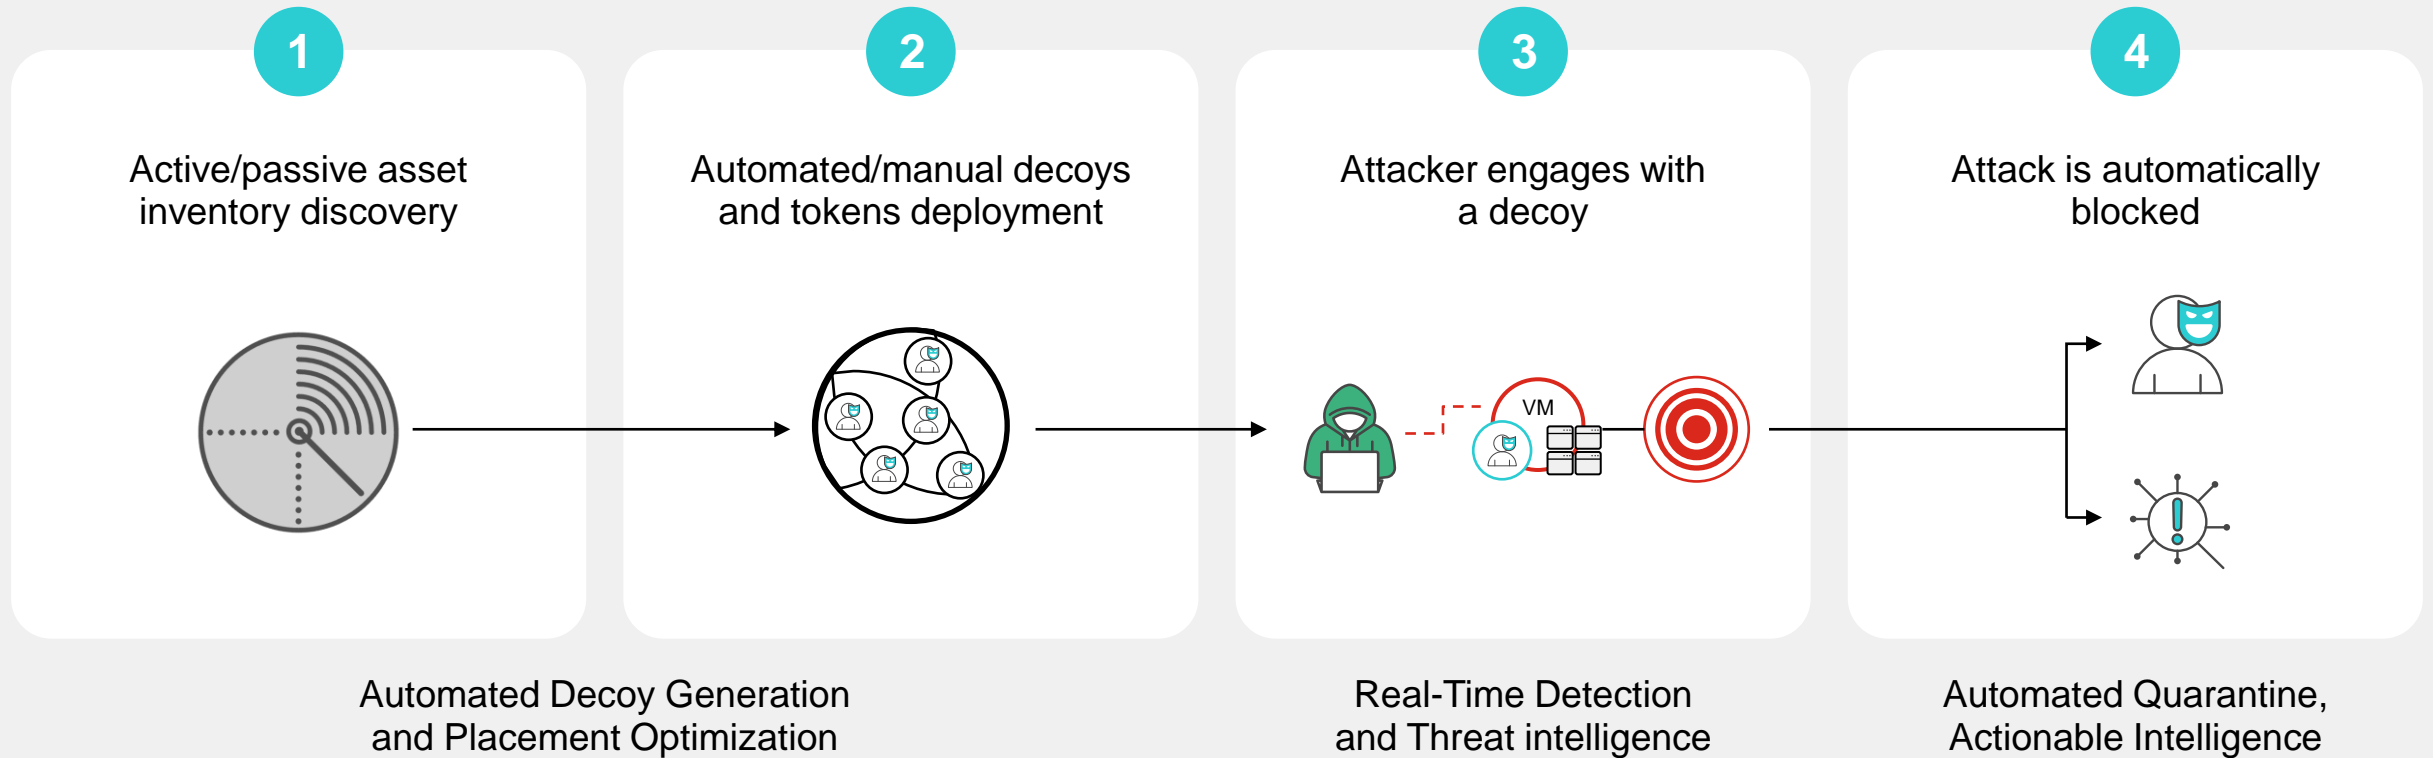 1
Active/passive asset
inventory discovery
2
Automated/manual decoys
and tokens deployment
3
Attacker engages with
a decoy
VM
4
Attack is automatically
blocked
Automated Decoy Generation
and Placement Optimization
Real-Time Detection
and Threat intelligence
Automated Quarantine,
Actionable Intelligence